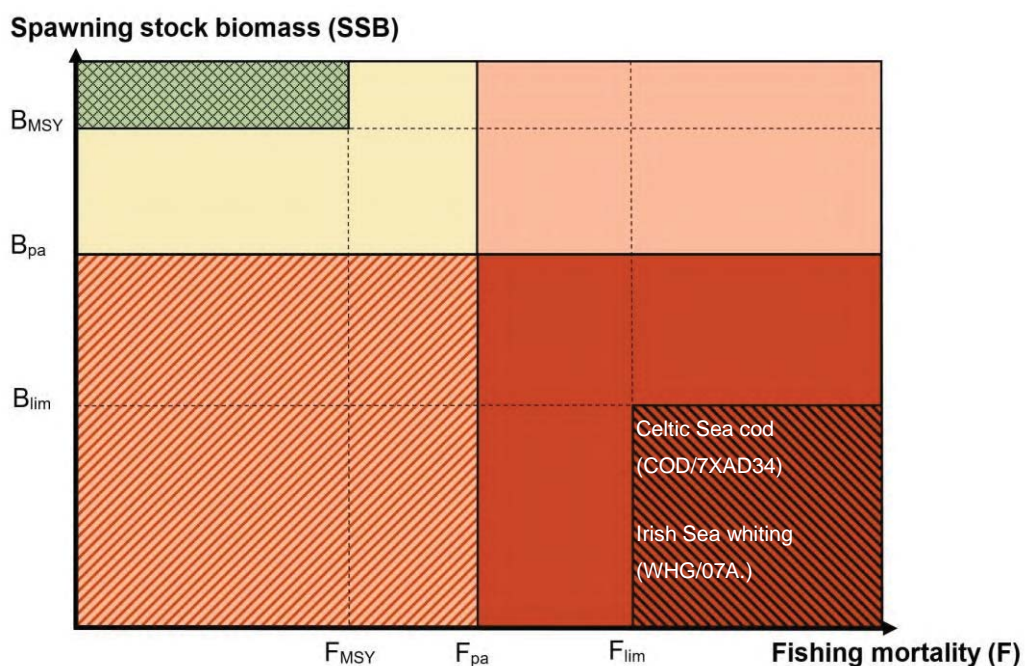 Spawning stock biomass (SSB)
BMSY
Bpa
Blim
Celtic Sea cod
(COD/7XAD34)
Irish Sea whiting
(WHG/07A.)
FMSY Fpa Flim Fishing mortality (F)